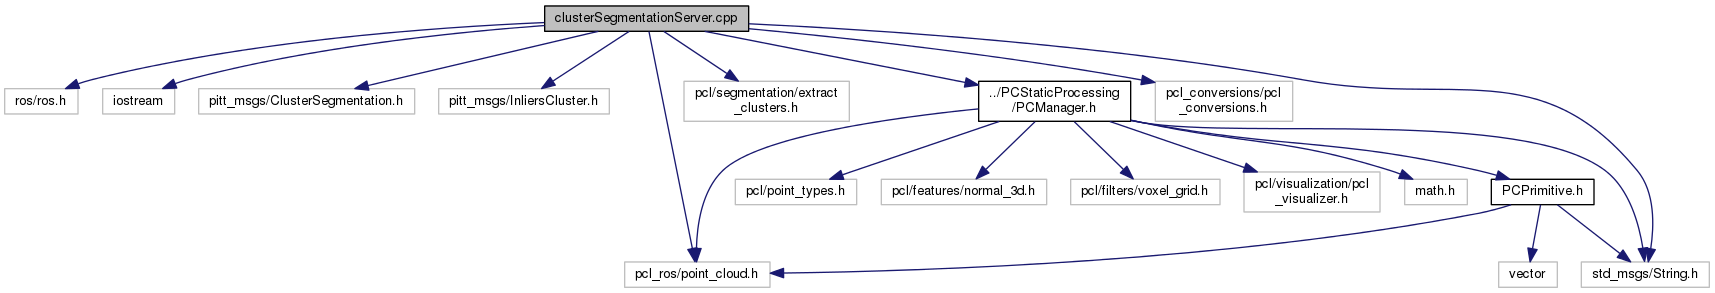 clusterSegmentationServer.cpp
ros/ros.h
iostream
pitt_msgs/ClusterSegmentation.h
pitt_msgs/InliersCluster.h
pcl/segmentation/extract
_clusters.h
../PCStaticProcessing
/PCManager.h
pcl_conversions/pcl
_conversions.h
pcl/point_types.h
pcl/features/normal_3d.h
pcl/filters/voxel_grid.h
pcl/visualization/pcl
_visualizer.h
math.h
PCPrimitive.h
pcl_ros/point_cloud.h
vector
std_msgs/String.h